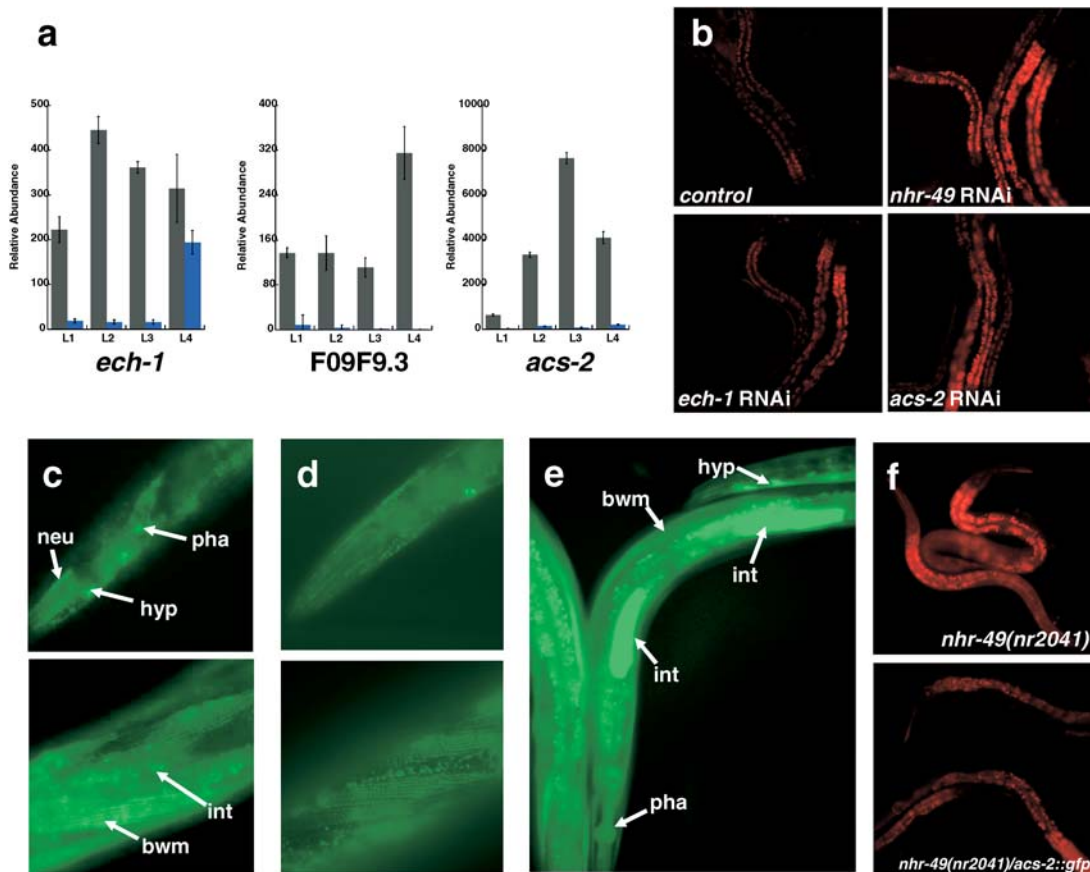 a
Relative Abundance
500
400
300
200
100
0
L1 L2 L3 L4
ech-1
Relative Abundance
400
320
240
160
80
0
L1 L2 L3 L4
F09F9.3
Relative Abundance
10000
8000
6000
4000
2000
0
L1 L2 L3 L4
acs-2
b
control
nhr-49 RNAi
ech-1 RNAi
acs-2 RNAi
c
neu
pha
hyp
int
bwm
d
e
hyp
bwm
int
int
pha
f
nhr-49(nr2041)
nhr-49(nr2041)/acs-2::gfp